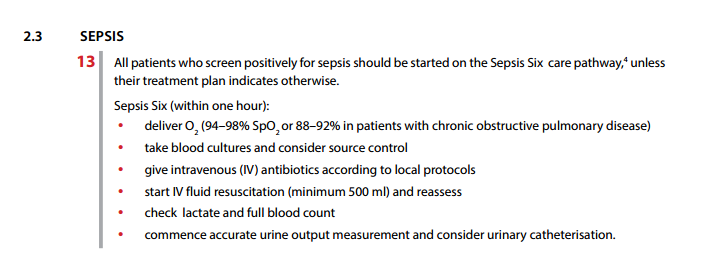 2.3 SEPSIS
13 All patients who screen positively for sepsis should be started on the Sepsis Six care pathway,⁴ unless
their treatment plan indicates otherwise.
Sepsis Six (within one hour):
• deliver O₂ (94–98% SpO₂ or 88–92% in patients with chronic obstructive pulmonary disease)
• take blood cultures and consider source control
• give intravenous (IV) antibiotics according to local protocols
• start IV fluid resuscitation (minimum 500 ml) and reassess
• check lactate and full blood count
• commence accurate urine output measurement and consider urinary catheterisation.